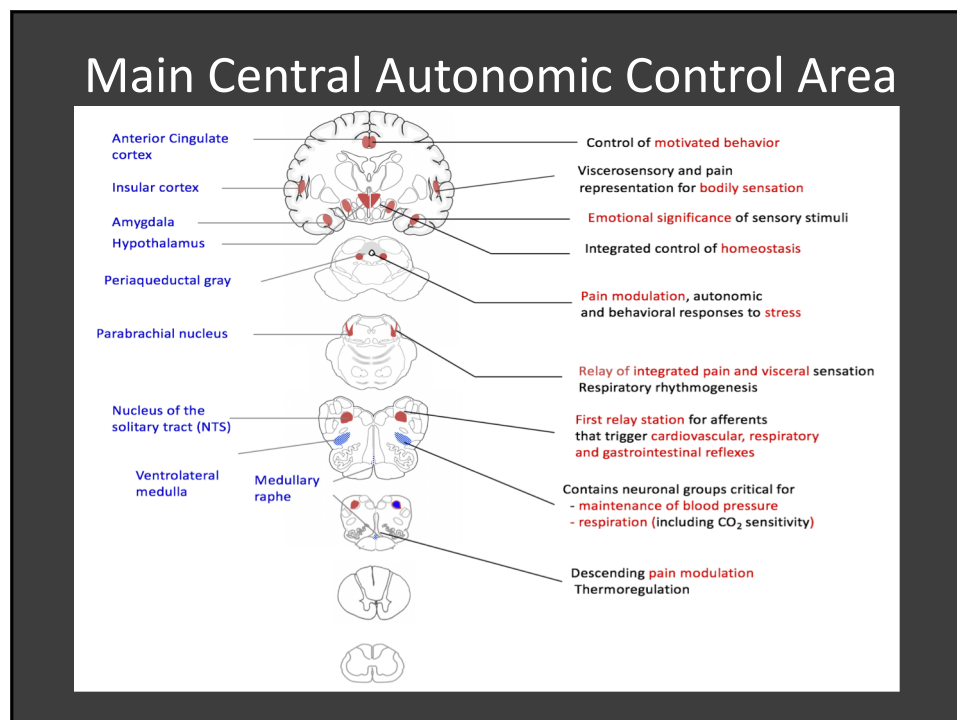 Main Central Autonomic Control Area
Anterior Cingulate
cortex
Control of motivated behavior
Insular cortex
Viscerosensory and pain
representation for bodily sensation
Amygdala
Emotional significance of sensory stimuli
Hypothalamus
Integrated control of homeostasis
Periaqueductal gray
Pain modulation, autonomic
and behavioral responses to stress
Parabrachial nucleus
Relay of integrated pain and visceral sensation
Respiratory rhythmogenesis
Nucleus of the
solitary tract (NTS)
First relay station for afferents
that trigger cardiovascular, respiratory
and gastrointestinal reflexes
Ventrolateral
medulla
Contains neuronal groups critical for
- maintenance of blood pressure
- respiration (including CO₂ sensitivity)
Medullary
raphe
Descending pain modulation
Thermoregulation